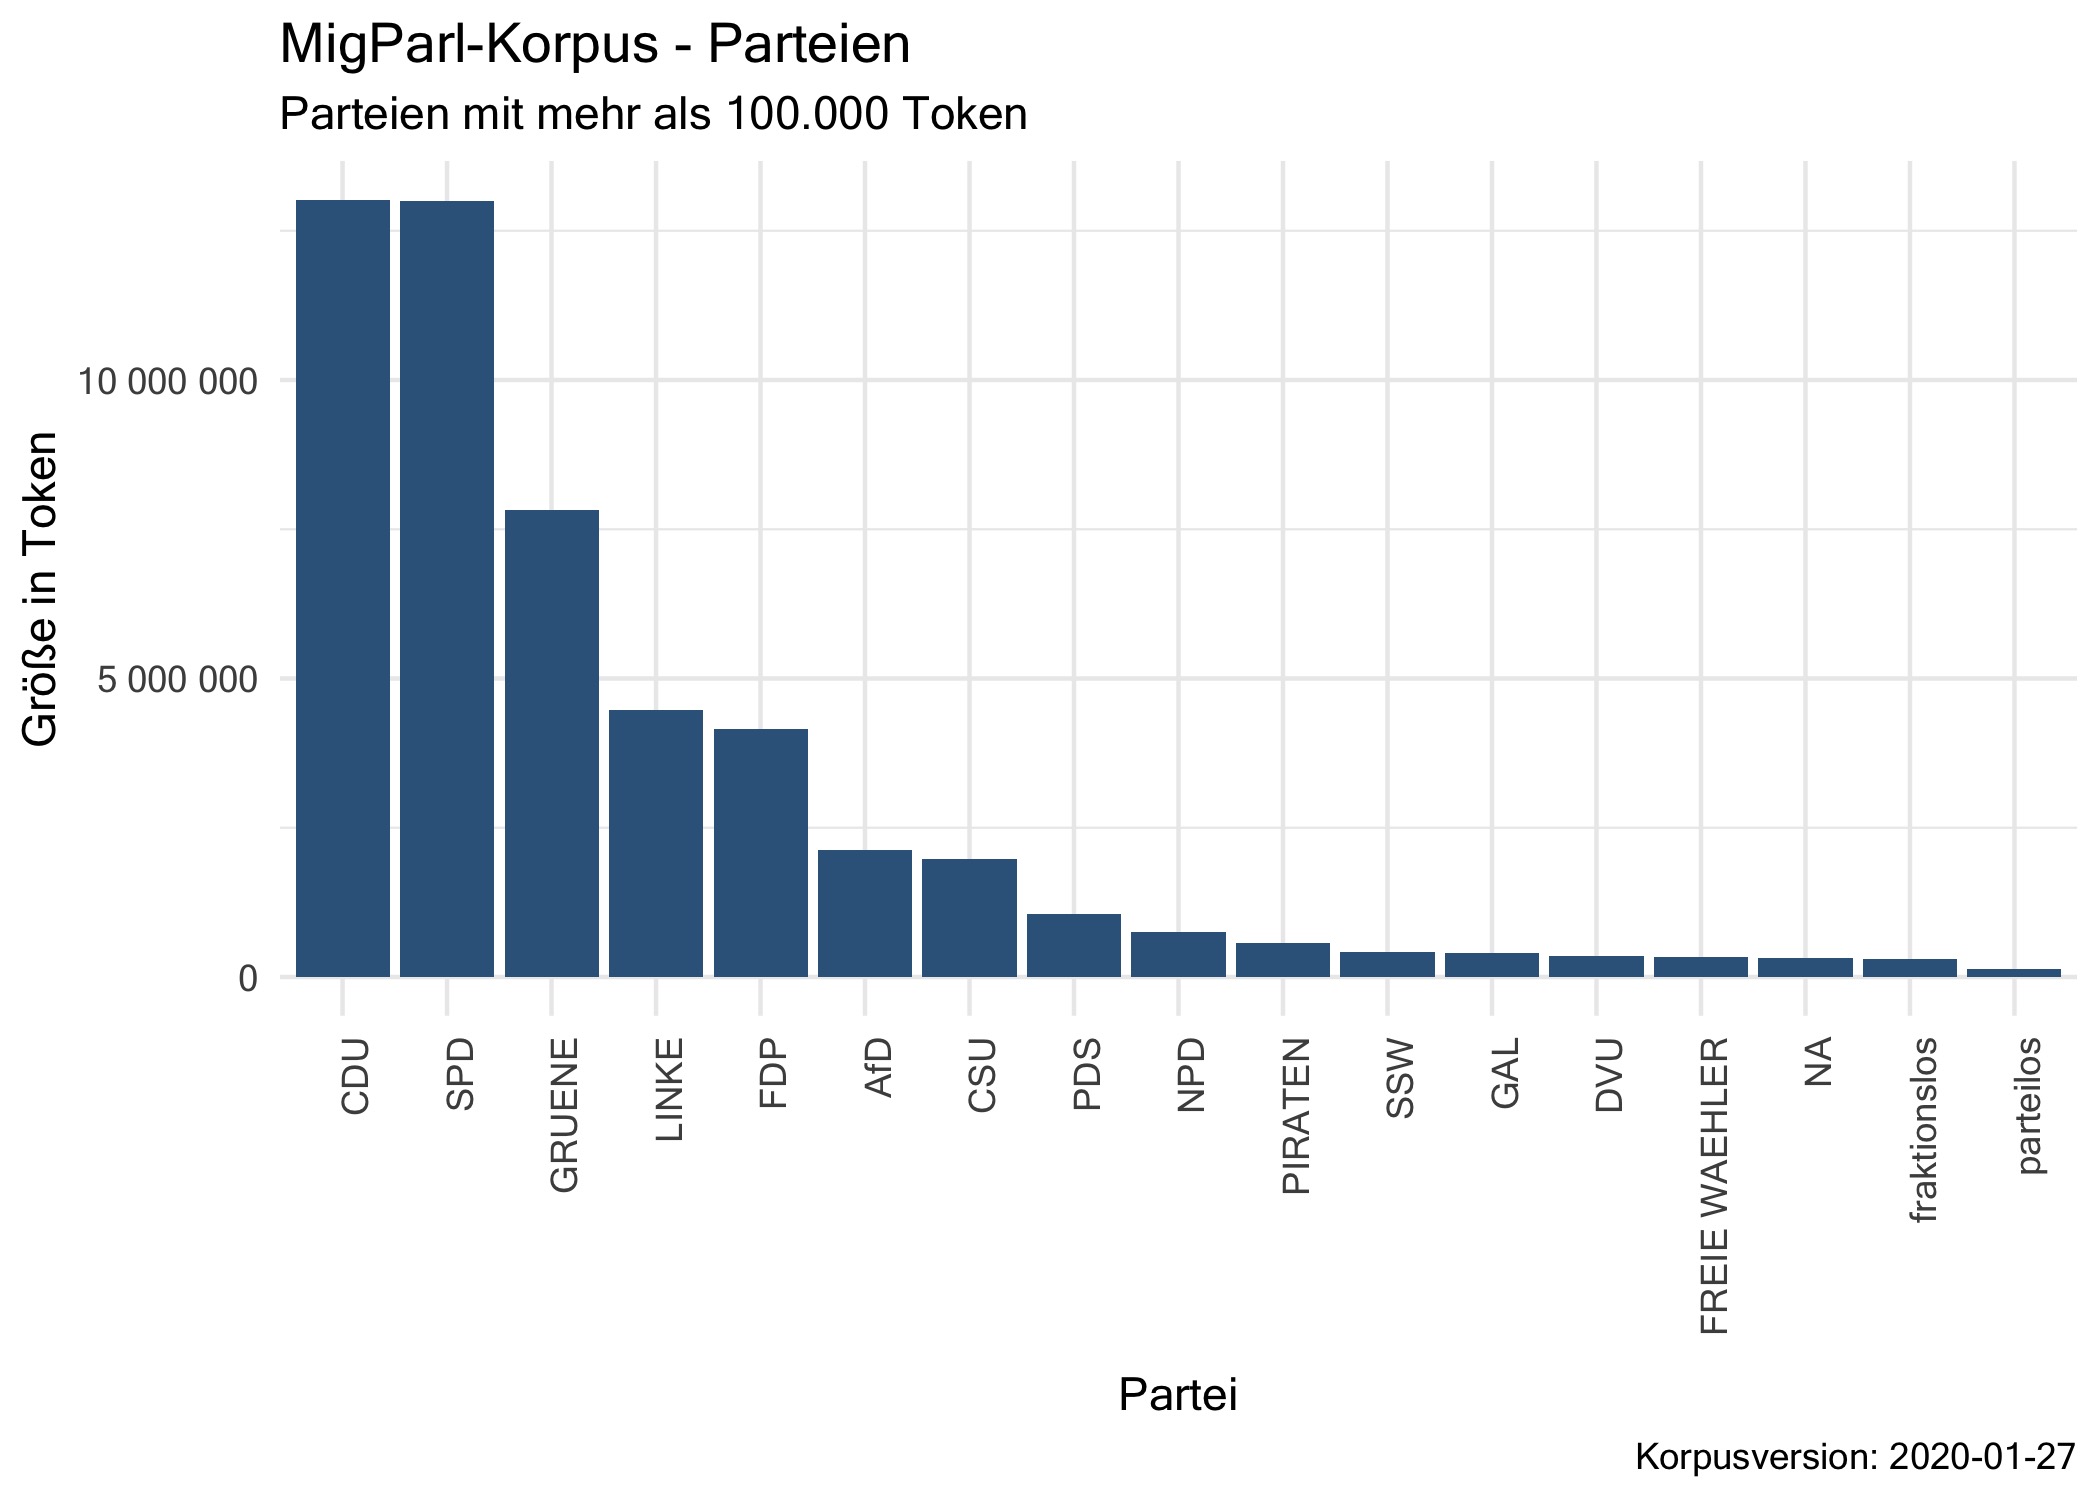 MigParl-Korpus - Parteien
Parteien mit mehr als 100.000 Token
Größe in Token
10 000 000
5 000 000
0
CDU
SPD
GRUENE
LINKE
FDP
AfD
CSU
PDS
NPD
PIRATEN
SSW
GAL
DVU
FREIE WAEHLER
NA
fraktionslos
parteilos
Partei
Korpusversion: 2020-01-27